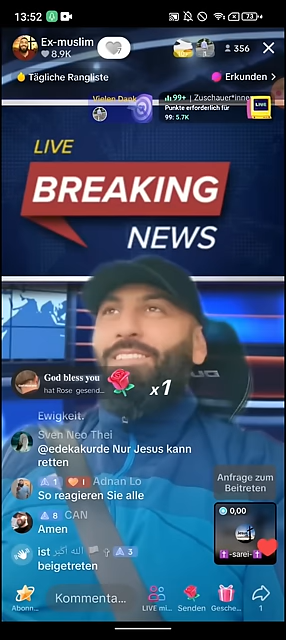 13:52
73
Ex-muslim
8.9K
356
Tägliche Rangliste
Erkunden >
Vielen Dank
99+ | Zuschauer*innen
Punkte erforderlich für
99: 5.7K
LIVE
LIVE
BREAKING
NEWS
God bless you
hat Rose gesend...
x1
Ewigkeit.
Sven Neo Thei
@edekakurde Nur Jesus kann
retten
1 1 Adnan Lo
So reagieren Sie alle
8 CAN
Amen
ist الله أكبر 3
beigetreten
Anfrage zum
Beitreten
0,00
-sarei-
Abonn...
Kommenta...
LIVE mi...
Senden
Gesche...
1